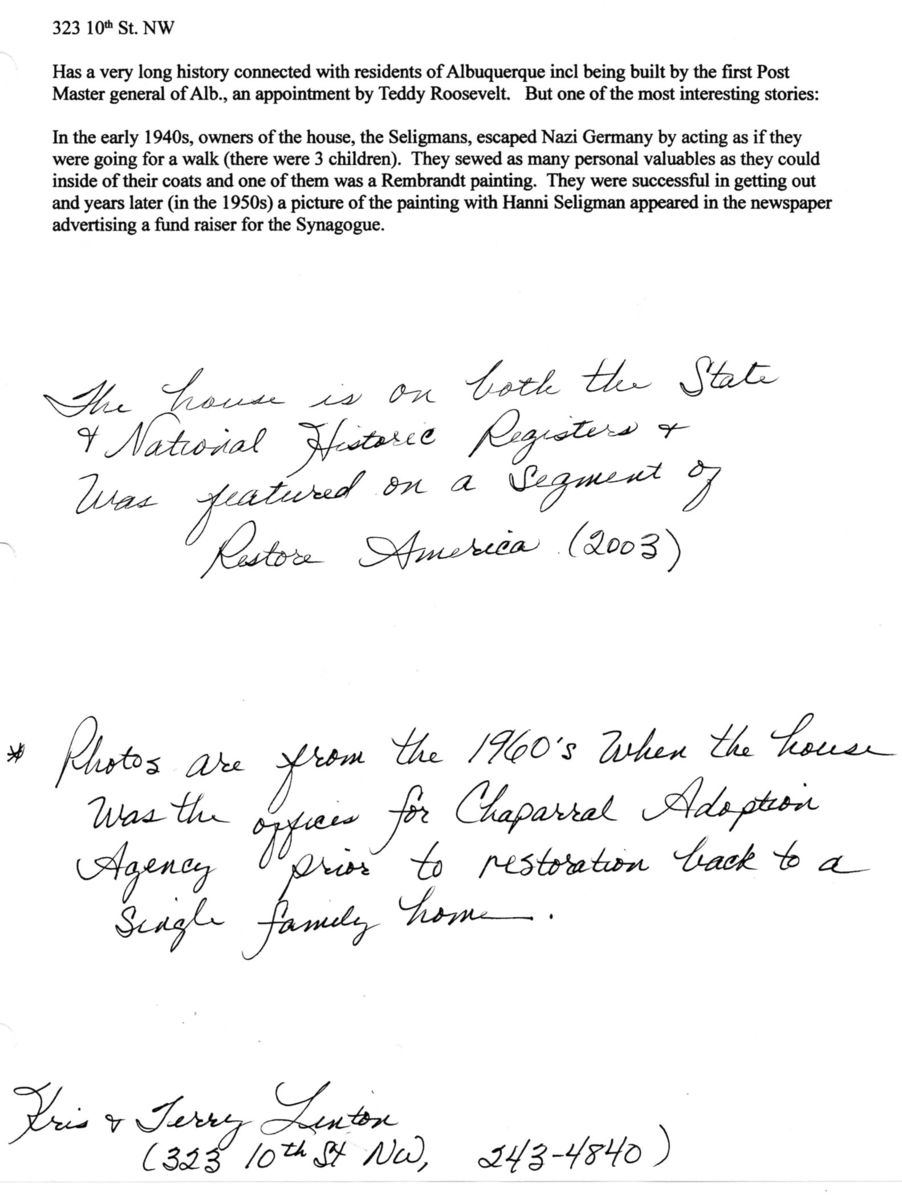 323 10th St. NW
Has a very long history connected with residents of Albuquerque incl being built by the first Post
Master general of Alb., an appointment by Teddy Roosevelt. But one of the most interesting stories:
In the early 1940s, owners of the house, the Seligmans, escaped Nazi Germany by acting as if they
were going for a walk (there were 3 children). They sewed as many personal valuables as they could
inside of their coats and one of them was a Rembrandt painting. They were successful in getting out
and years later (in the 1950s) a picture of the painting with Hanni Seligman appeared in the newspaper
advertising a fund raiser for the Synagogue.
The house is on both the State
& National Historic Registers &
Was featured on a Segment of
Restore America (2003)
* Photos are from the 1960's When the house
Was the offices for Chaparral Adoption
Agency prior to restoration back to a
Single family home.
Kris & Terry Linton
(323 10th St NW, 243-4840)